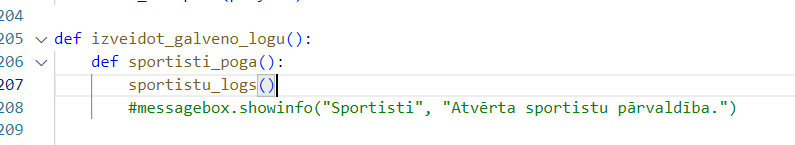 204
205 def izveidot_galveno_logu():
206 def sportisti_poga():
207 sportistu_logs()
208 #messagebox.showinfo("Sportisti", "Atvērta sportistu pārvaldība.")
209